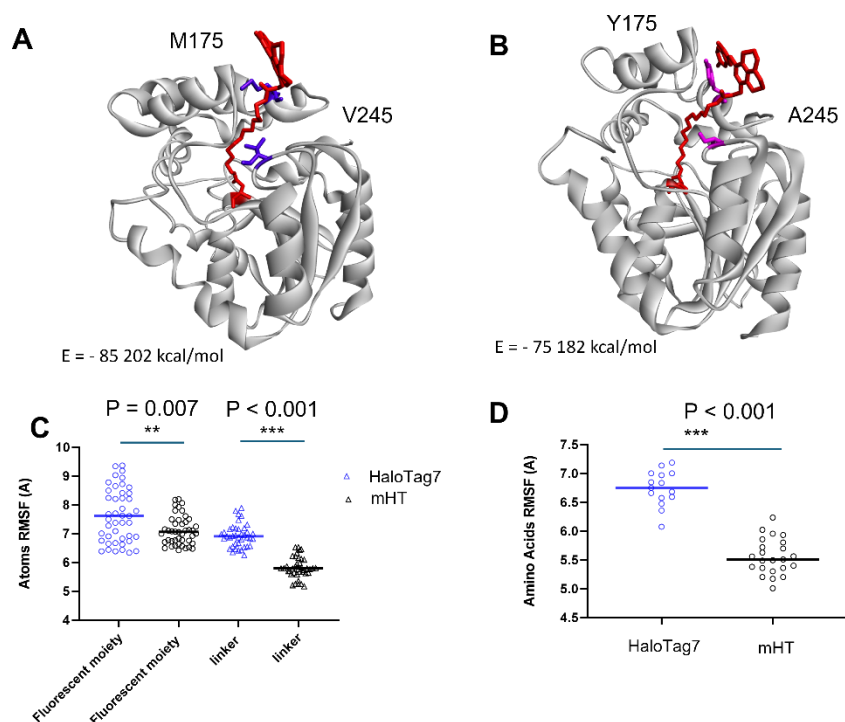 A
M175
V245
E = - 85 202 kcal/mol
B
Y175
A245
E = - 75 182 kcal/mol
C
P = 0.007
P < 0.001
**
***
HaloTag7
mHT
Atoms RMSF (A)
10
9
8
7
6
5
4
Fluorescent moiety
Fluorescent moiety
linker
linker
D
P < 0.001
***
Amino Acids RMSF (A)
7.5
7.0
6.5
6.0
5.5
5.0
4.5
HaloTag7
mHT